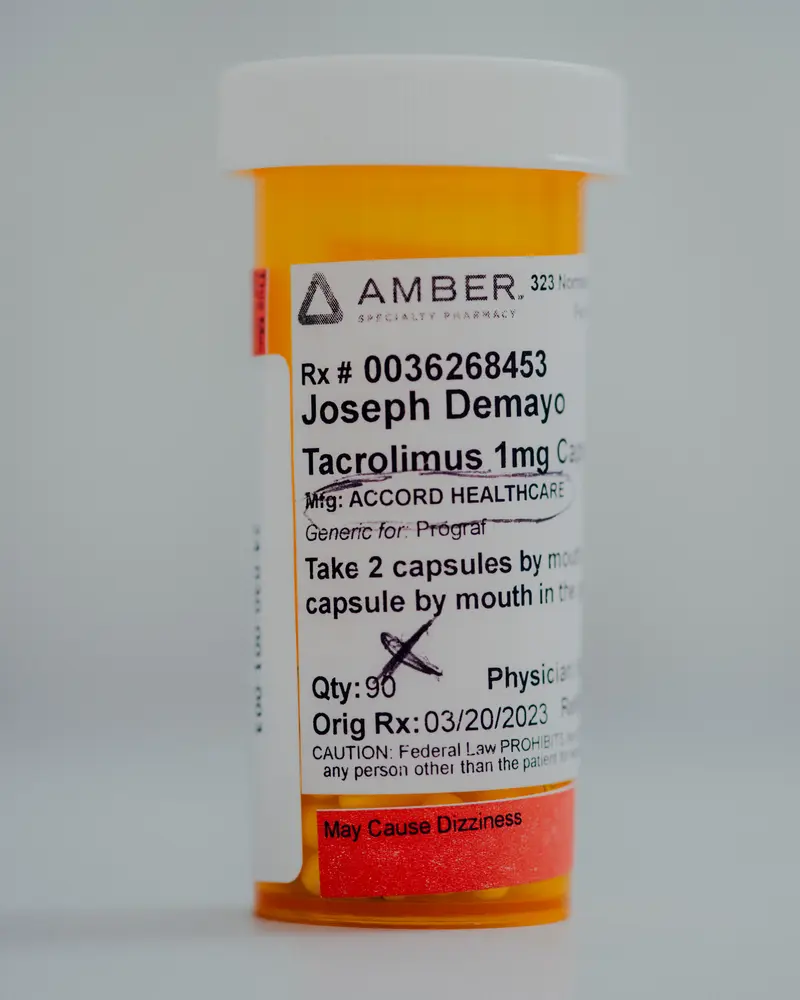 AMBER 323
SPECIALTY PHARMACY
Rx # 0036268453
Joseph Demayo
Tacrolimus 1mg
Mfg: ACCORD HEALTHCARE
Generic for: Prograf
Take 2 capsules by
capsule by mouth in the
Qty: 90 Physician
Orig Rx: 03/20/2023
CAUTION: Federal Law PROHIBITS
any person other than the patient
May Cause Dizziness